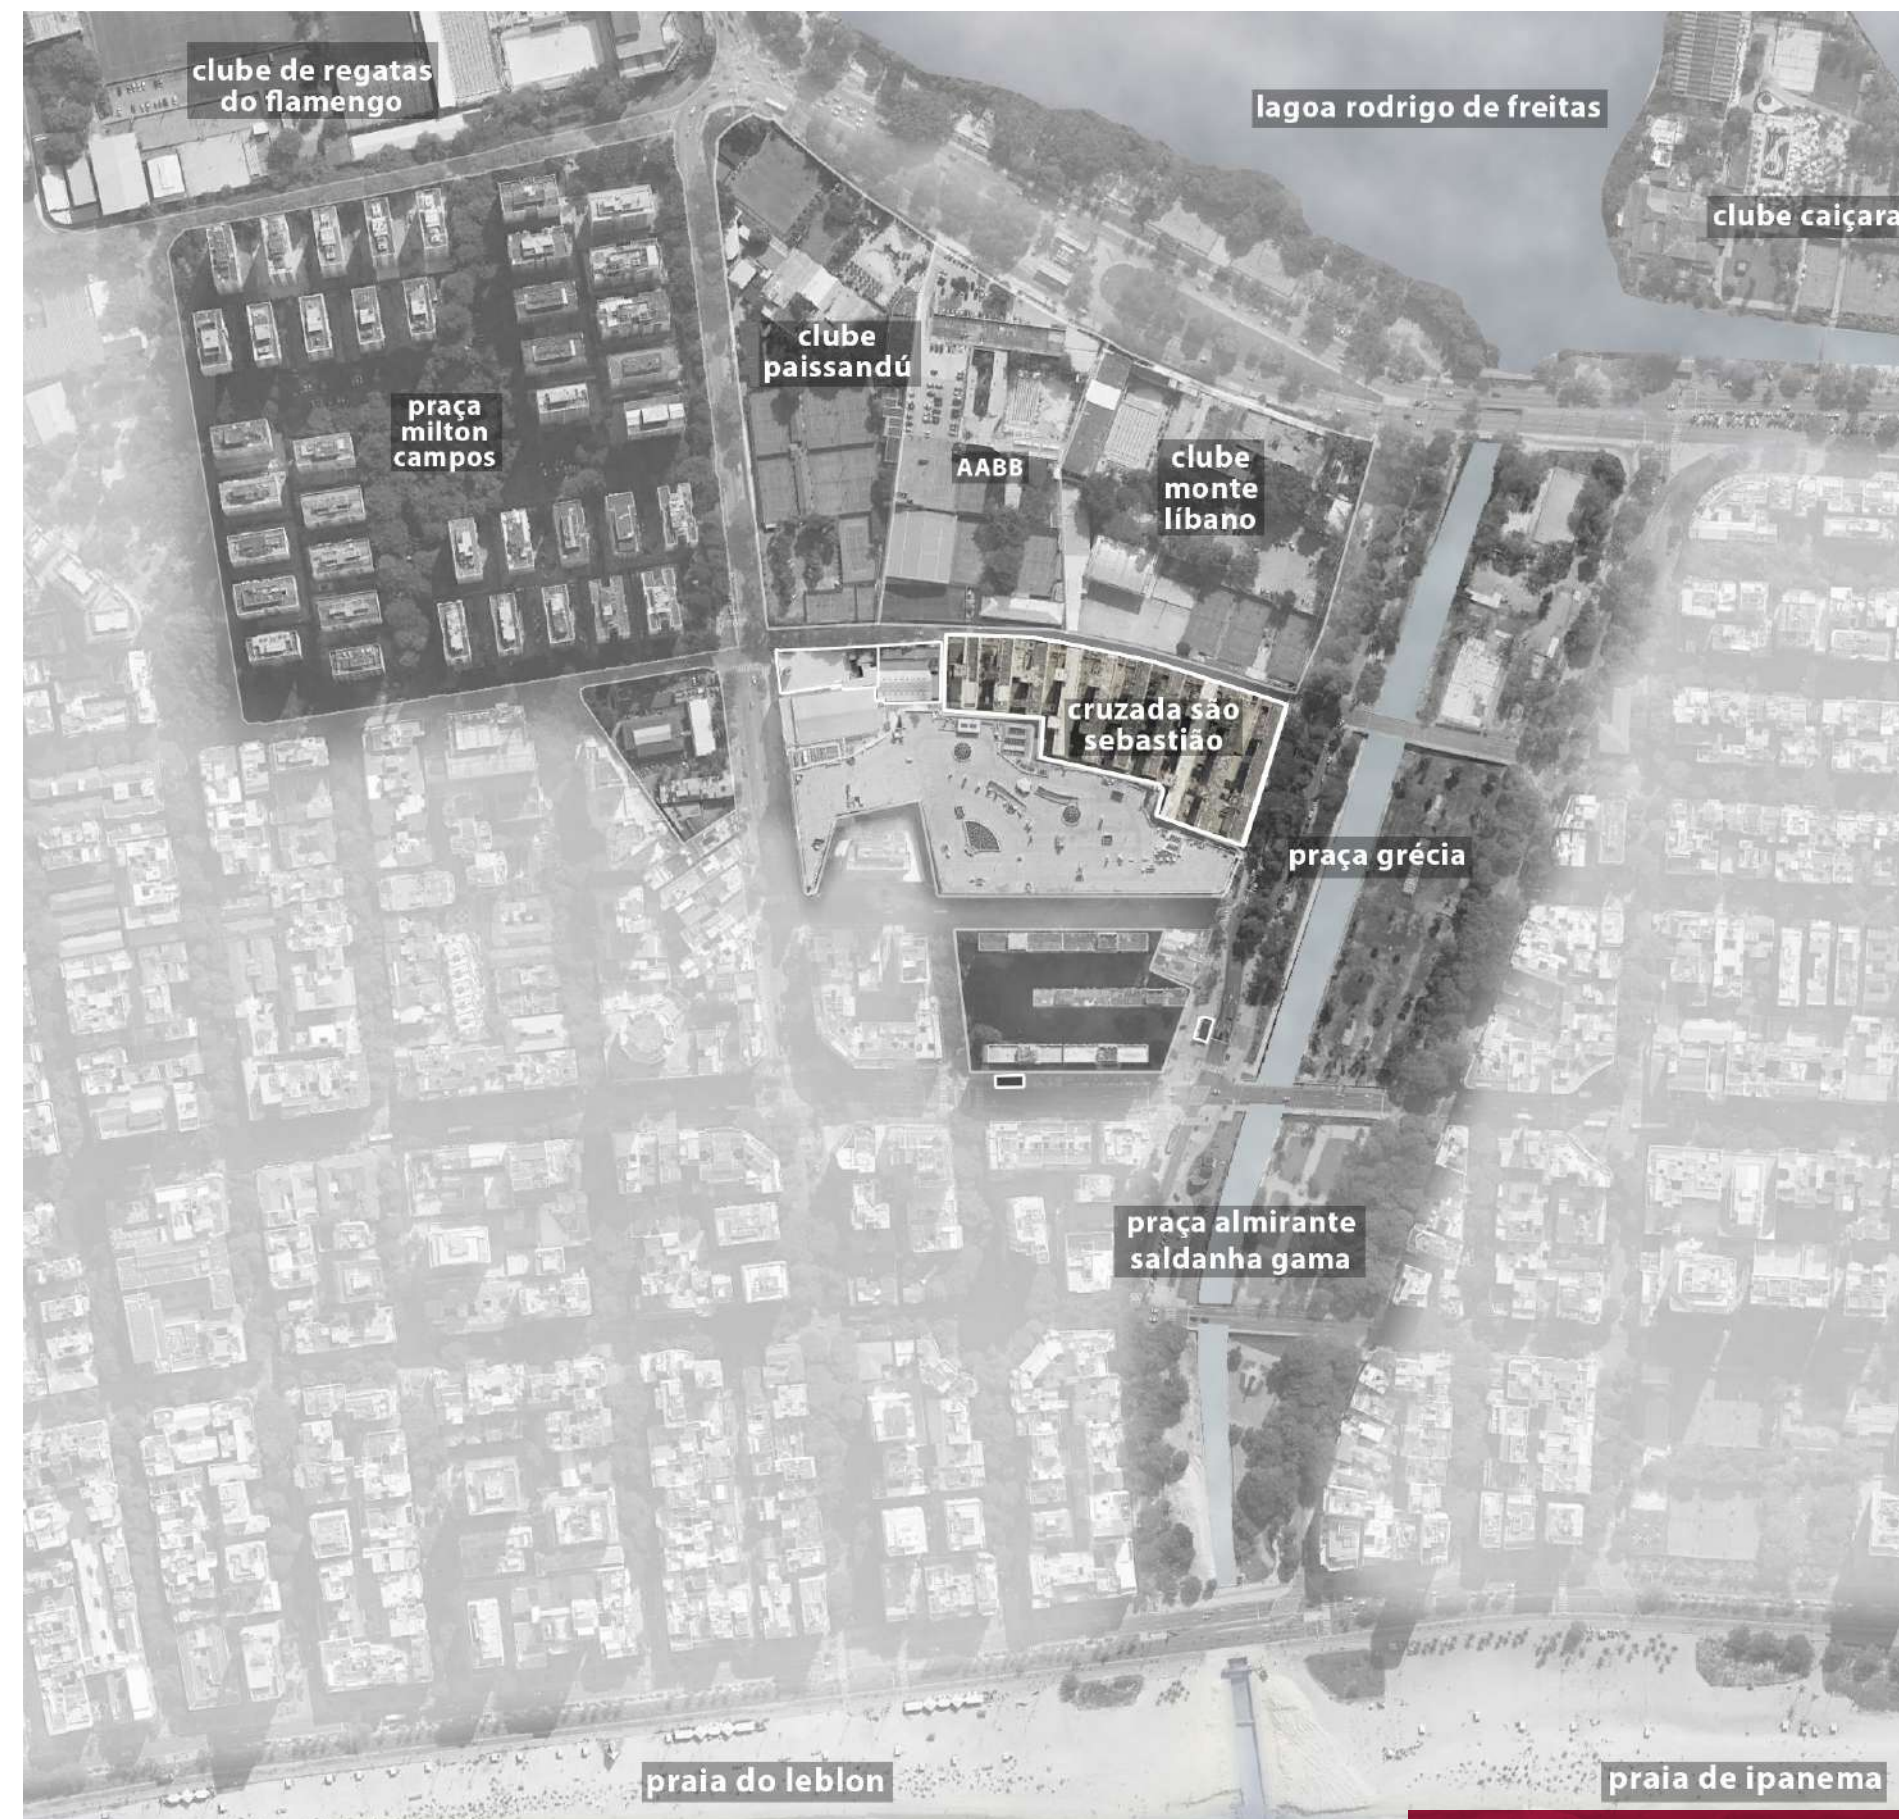 clube de regatas
do flamengo
lagoa rodrigo de freitas
clube caiçara
clube
paissandú
praça
milton
campos
AABB
clube
monte
líbano
cruzada são
sebastião
praça grécia
praça almirante
saldanha gama
praia do leblon
praia de ipanema